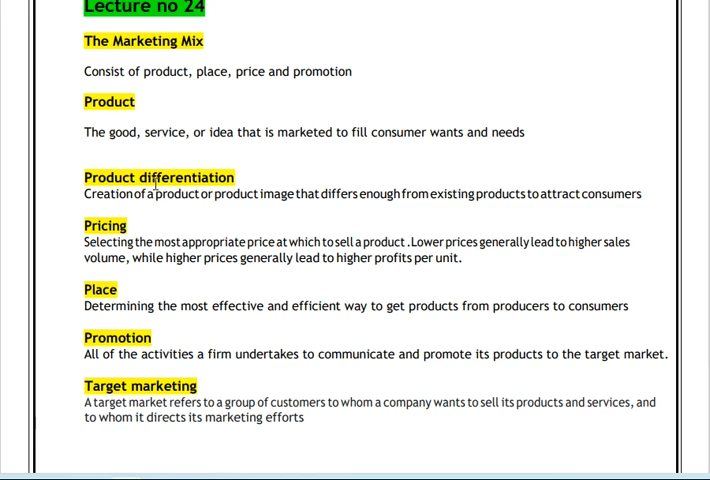 Lecture no 24
The Marketing Mix
Consist of product, place, price and promotion
Product
The good, service, or idea that is marketed to fill consumer wants and needs
Product differentiation
Creation of a product or product image that differs enough from existing products to attract consumers
Pricing
Selecting the most appropriate price at which to sell a product .Lower prices generally lead to higher sales
volume, while higher prices generally lead to higher profits per unit.
Place
Determining the most effective and efficient way to get products from producers to consumers
Promotion
All of the activities a firm undertakes to communicate and promote its products to the target market.
Target marketing
A target market refers to a group of customers to whom a company wants to sell its products and services, and
to whom it directs its marketing efforts